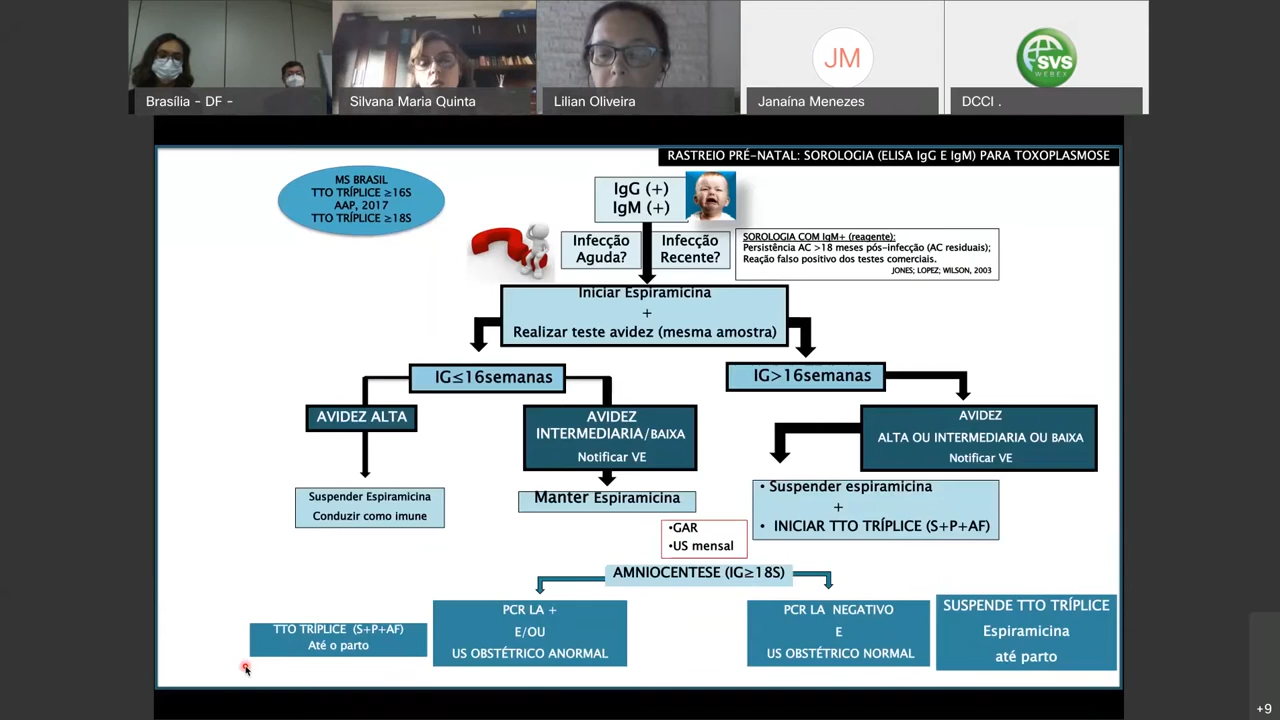 Brasília - DF -
Silvana Maria Quinta
Lilian Oliveira
JM
Janaína Menezes
SVS
WEBEX
DCCI .
RASTREIO PRÉ-NATAL: SOROLOGIA (ELISA IgG E IgM) PARA TOXOPLASMOSE
MS BRASIL
TTO TRÍPLICE ≥16S
AAP, 2017
TTO TRÍPLICE ≥18S
IgG (+)
IgM (+)
Infecção
Aguda?
Infecção
Recente?
SOROLOGIA COM IgM+ (reagente):
Persistência AC >18 meses pós-infecção (AC residuais);
Reação falso positivo dos testes comerciais.
JONES; LOPEZ; WILSON, 2003
Iniciar Espiramicina
+
Realizar teste avidez (mesma amostra)
IG≤16semanas
IG>16semanas
AVIDEZ ALTA
AVIDEZ
INTERMEDIARIA/BAIXA
Notificar VE
AVIDEZ
ALTA OU INTERMEDIARIA OU BAIXA
Notificar VE
Suspender Espiramicina
Conduzir como imune
Manter Espiramicina
• Suspender espiramicina
+
• INICIAR TTO TRÍPLICE (S+P+AF)
•GAR
•US mensal
AMNIOCENTESE (IG≥18S)
TTO TRÍPLICE (S+P+AF)
Até o parto
PCR LA +
E/OU
US OBSTÉTRICO ANORMAL
PCR LA NEGATIVO
E
US OBSTÉTRICO NORMAL
SUSPENDE TTO TRÍPLICE
Espiramicina
até parto
+9